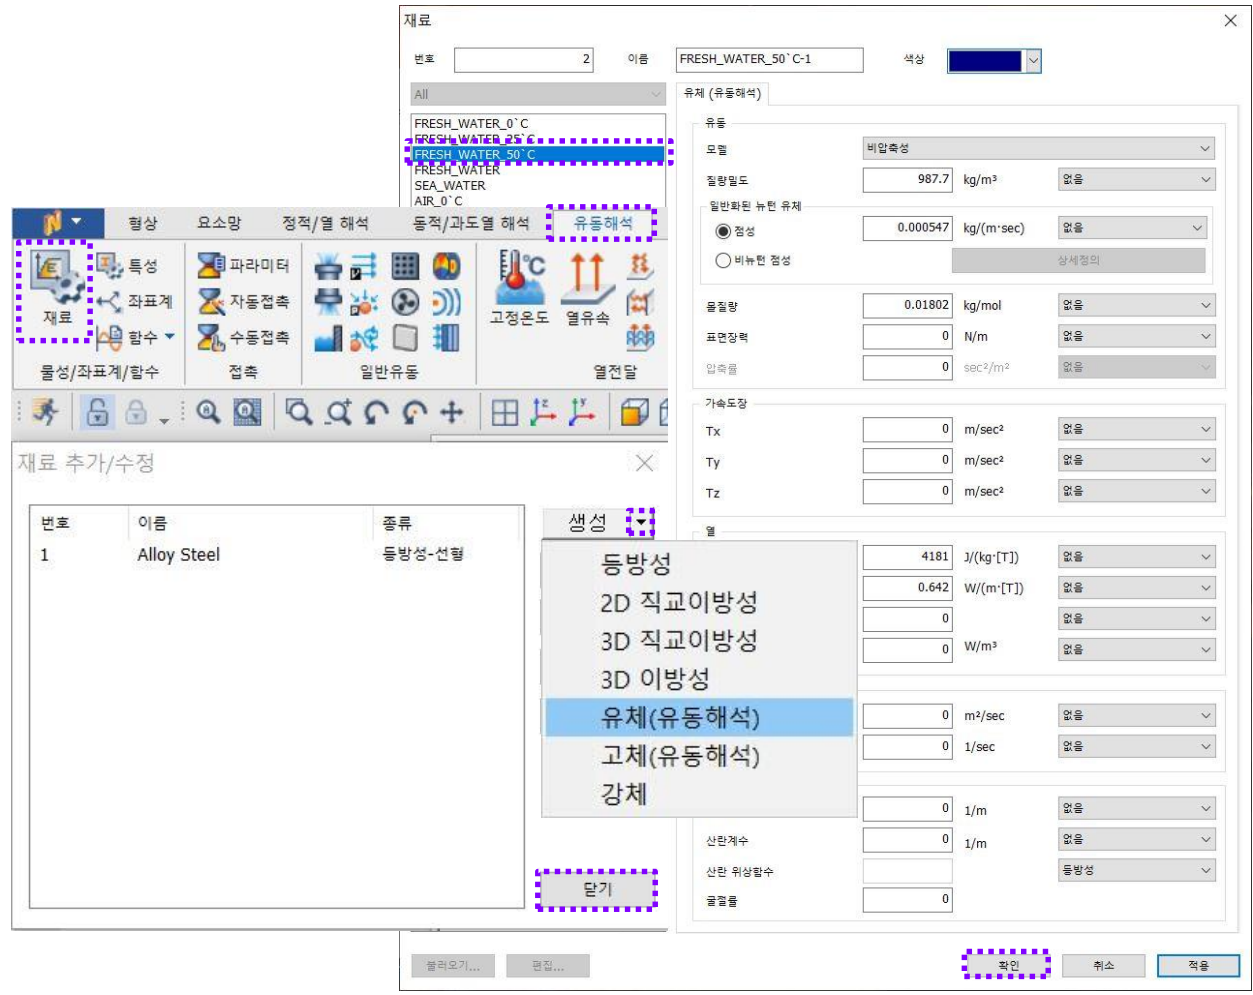 재료
번호
2
이름
FRESH_WATER_50`C-1
색상
All
FRESH_WATER_0`C
FRESH_WATER_25`C
FRESH_WATER_50`C
FRESH_WATER
SEA_WATER
AIR_0`C
유체 (유동해석)
유동
모델
비압축성
질량밀도
987.7
kg/m³
없음
일반화된 뉴턴 유체
점성
0.000547
kg/(m·sec)
없음
비뉴턴 점성
상세정의
몰질량
0.01802
kg/mol
없음
표면장력
0
N/m
없음
압축률
0
sec²/m²
없음
가속도장
Tx
0
m/sec²
없음
Ty
0
m/sec²
없음
Tz
0
m/sec²
없음
열
4181
J/(kg·[T])
없음
0.642
W/(m·[T])
없음
0
없음
0
W/m³
없음
0
m²/sec
없음
0
1/sec
없음
0
1/m
없음
산란계수
0
1/m
없음
산란 위상함수
등방성
굴절률
0
불러오기...
편집...
확인
취소
적용
형상
요소망
정적/열 해석
동적/과도열 해석
유동해석
재료
특성
좌표계
함수
물성/좌표계/함수
파라미터
자동접촉
수동접촉
접촉
일반유동
°C
고정온도
열유속
열전달
재료 추가/수정
번호
이름
종류
1
Alloy Steel
등방성-선형
생성
등방성
2D 직교이방성
3D 직교이방성
3D 이방성
유체(유동해석)
고체(유동해석)
강체
닫기